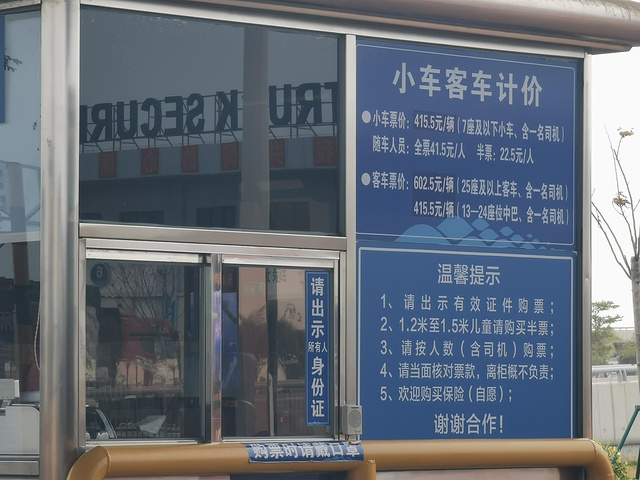 小车客车计价
小车票价：415.5元/辆（7座及以下小车、含一名司机）
随车人员：全票41.5元/人 半票：22.5元/人
客车票价：602.5元/辆（25座及以上客车、含一名司机）
415.5元/辆（13—24座位中巴、含一名司机）
温馨提示
1、请出示有效证件购票；
2、1.2米至1.5米儿童请购买半票；
3、请按人数（含司机）购票；
4、请当面核对票款，离柜概不负责；
5、欢迎购买保险（自愿）；
谢谢合作！
请出示
所有人
身份证
购票时请戴口罩
TRU K SECURI
6